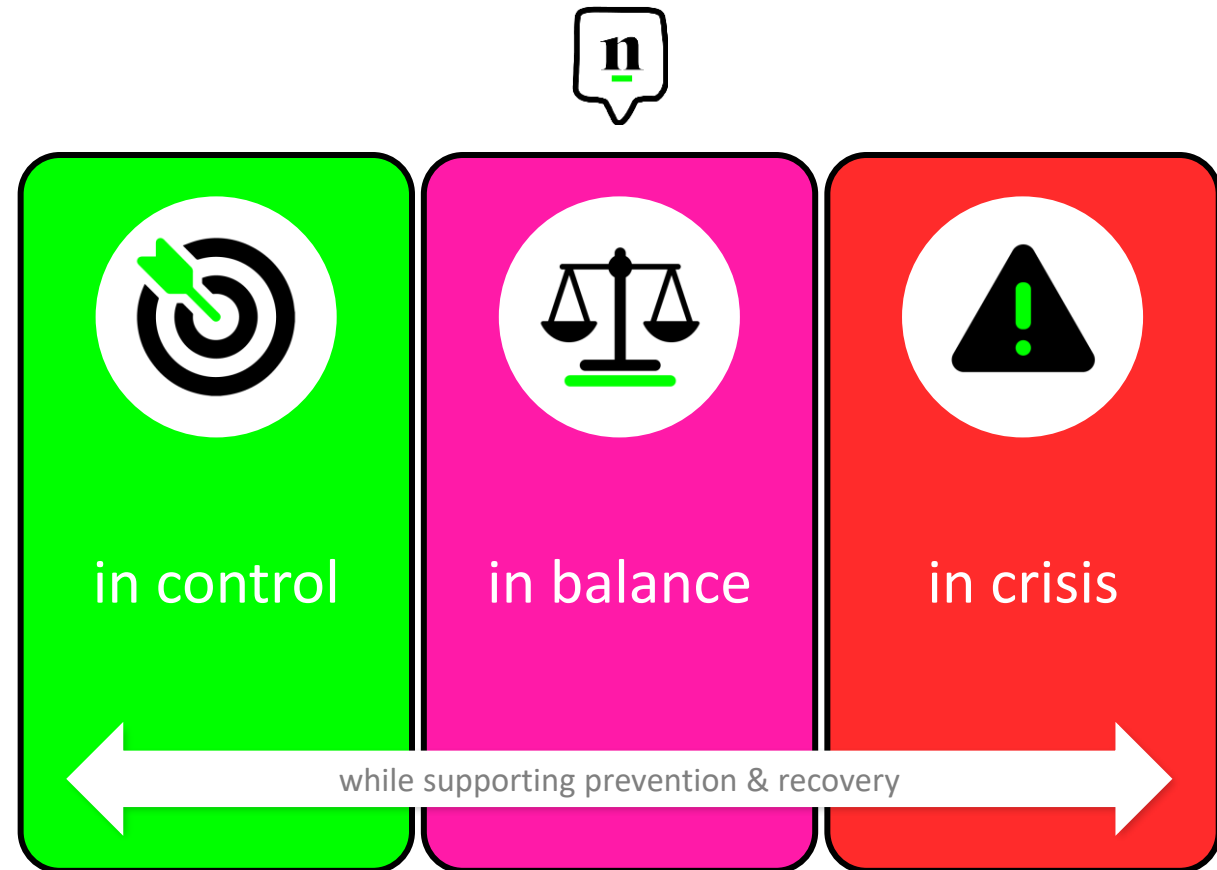 n
in control
in balance
in crisis
while supporting prevention & recovery